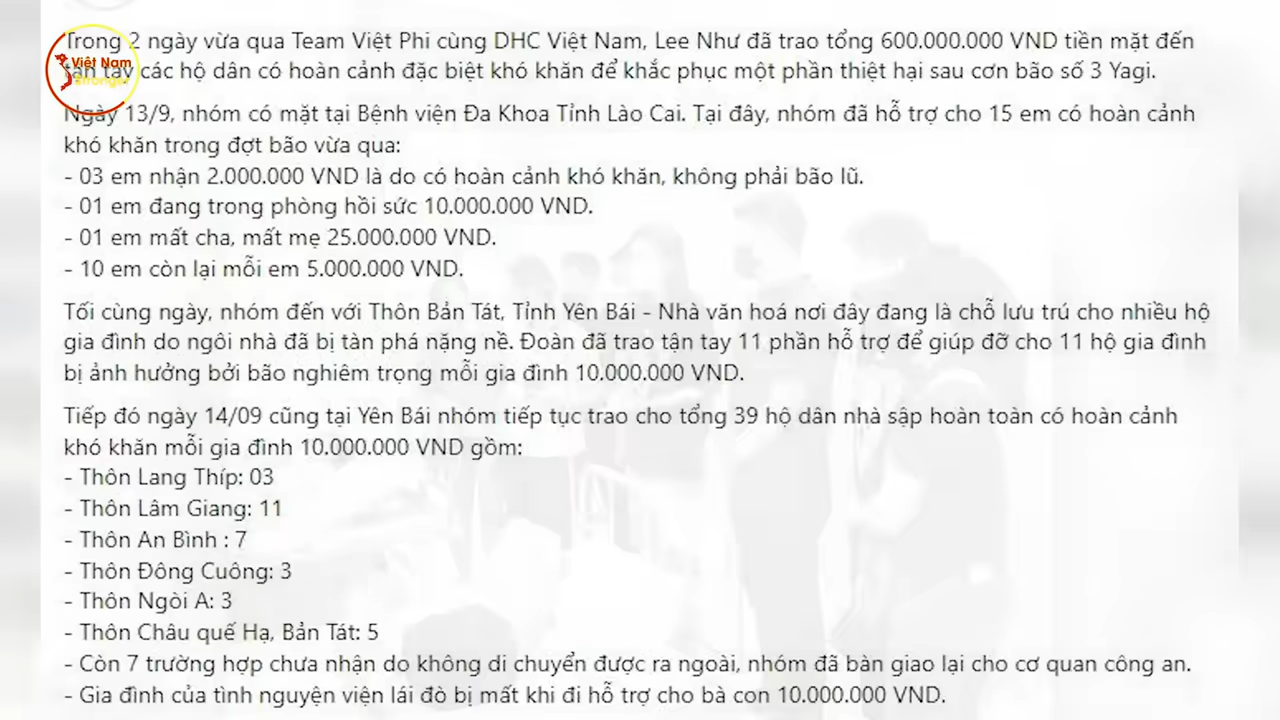 Trong 2 ngày vừa qua Team Việt Phi cùng DHC Việt Nam, Lee Như đã trao tổng 600.000.000 VND tiền mặt đến
tận tay các hộ dân có hoàn cảnh đặc biệt khó khăn để khắc phục một phần thiệt hại sau cơn bão số 3 Yagi.
Việt Nam
Stronger
Ngày 13/9, nhóm có mặt tại Bệnh viện Đa Khoa Tỉnh Lào Cai. Tại đây, nhóm đã hỗ trợ cho 15 em có hoàn cảnh
khó khăn trong đợt bão vừa qua:
- 03 em nhận 2.000.000 VND là do có hoàn cảnh khó khăn, không phải bão lũ.
- 01 em đang trong phòng hồi sức 10.000.000 VND.
- 01 em mất cha, mất mẹ 25.000.000 VND.
- 10 em còn lại mỗi em 5.000.000 VND.
Tối cùng ngày, nhóm đến với Thôn Bản Tát, Tỉnh Yên Bái - Nhà văn hoá nơi đây đang là chỗ lưu trú cho nhiều hộ
gia đình do ngôi nhà đã bị tàn phá nặng nề. Đoàn đã trao tận tay 11 phần hỗ trợ để giúp đỡ cho 11 hộ gia đình
bị ảnh hưởng bởi bão nghiêm trọng mỗi gia đình 10.000.000 VND.
Tiếp đó ngày 14/09 cũng tại Yên Bái nhóm tiếp tục trao cho tổng 39 hộ dân nhà sập hoàn toàn có hoàn cảnh
khó khăn mỗi gia đình 10.000.000 VND gồm:
- Thôn Lang Thíp: 03
- Thôn Lâm Giang: 11
- Thôn An Bình : 7
- Thôn Đông Cuông: 3
- Thôn Ngòi A: 3
- Thôn Châu quế Hạ, Bản Tát: 5
- Còn 7 trường hợp chưa nhận do không di chuyển được ra ngoài, nhóm đã bàn giao lại cho cơ quan công an.
- Gia đình của tình nguyện viện lái đò bị mất khi đi hỗ trợ cho bà con 10.000.000 VND.